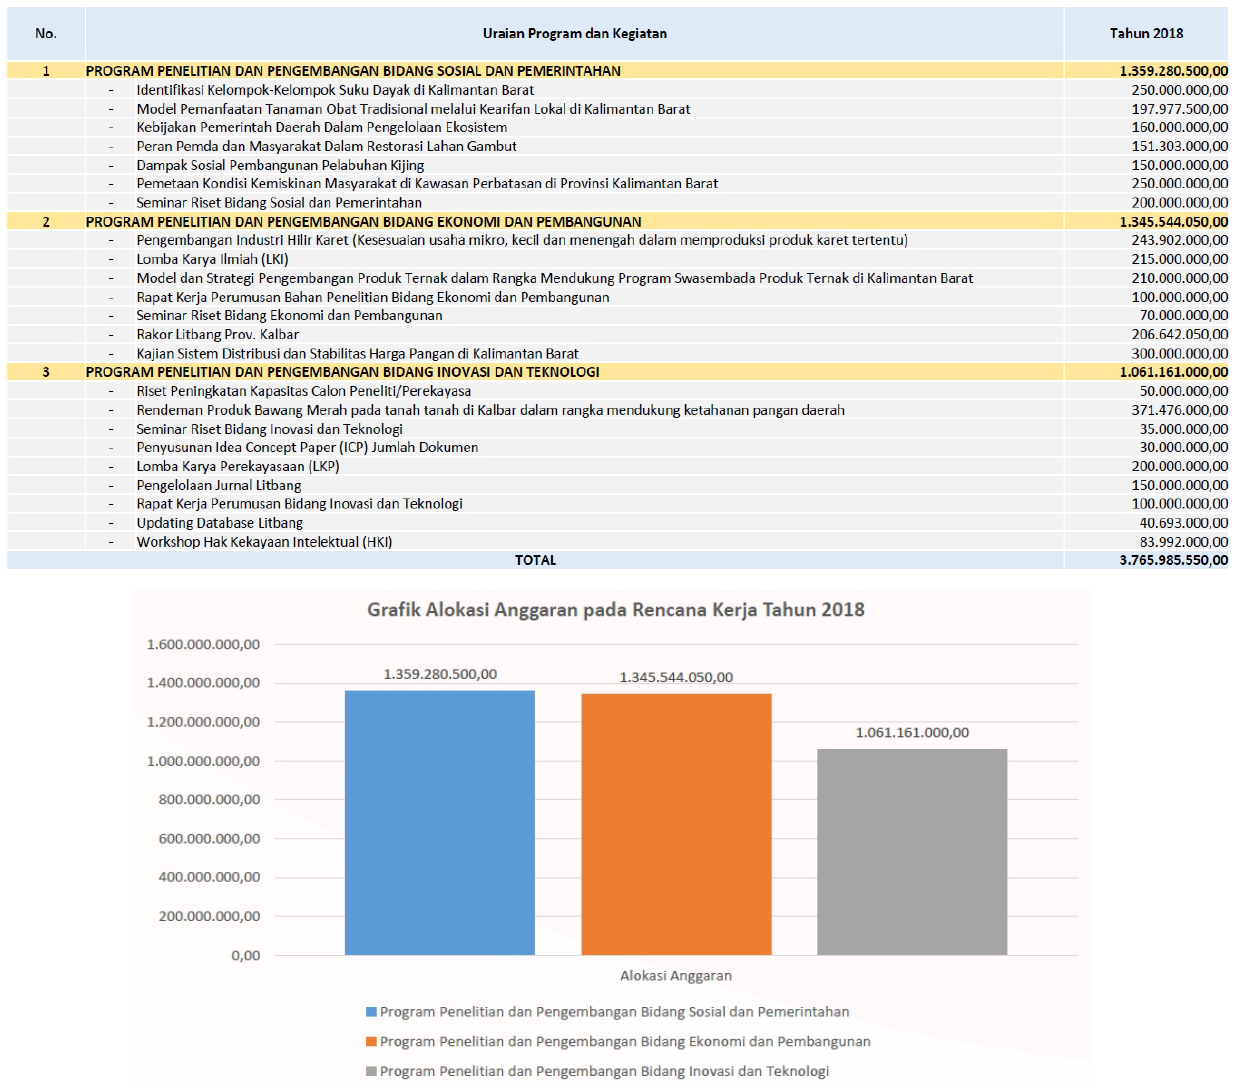 No. Uraian Program dan Kegiatan Tahun 2018
1 PROGRAM PENELITIAN DAN PENGEMBANGAN BIDANG SOSIAL DAN PEMERINTAHAN 1.359.280.500,00
- Identifikasi Kelompok-Kelompok Suku Dayak di Kalimantan Barat 250.000.000,00
- Model Pemanfaatan Tanaman Obat Tradisional melalui Kearifan Lokal di Kalimantan Barat 197.977.500,00
- Kebijakan Pemerintah Daerah Dalam Pengelolaan Ekosistem 160.000.000,00
- Peran Pemda dan Masyarakat Dalam Restorasi Lahan Gambut 151.303.000,00
- Dampak Sosial Pembangunan Pelabuhan Kijing 150.000.000,00
- Pemetaan Kondisi Kemiskinan Masyarakat di Kawasan Perbatasan di Provinsi Kalimantan Barat 250.000.000,00
- Seminar Riset Bidang Sosial dan Pemerintahan 200.000.000,00
2 PROGRAM PENELITIAN DAN PENGEMBANGAN BIDANG EKONOMI DAN PEMBANGUNAN 1.345.544.050,00
- Pengembangan Industri Hilir Karet (Kesesuaian usaha mikro, kecil dan menengah dalam memproduksi produk karet tertentu) 243.902.000,00
- Lomba Karya Ilmiah (LKI) 215.000.000,00
- Model dan Strategi Pengembangan Produk Ternak dalam Rangka Mendukung Program Swasembada Produk Ternak di Kalimantan Barat 210.000.000,00
- Rapat Kerja Perumusan Bahan Penelitian Bidang Ekonomi dan Pembangunan 100.000.000,00
- Seminar Riset Bidang Ekonomi dan Pembangunan 70.000.000,00
- Rakor Litbang Prov. Kalbar 206.642.050,00
- Kajian Sistem Distribusi dan Stabilitas Harga Pangan di Kalimantan Barat 300.000.000,00
3 PROGRAM PENELITIAN DAN PENGEMBANGAN BIDANG INOVASI DAN TEKNOLOGI 1.061.161.000,00
- Riset Peningkatan Kapasitas Calon Peneliti/Perekayasa 50.000.000,00
- Rendeman Produk Bawang Merah pada tanah tanah di Kalbar dalam rangka mendukung ketahanan pangan daerah 371.476.000,00
- Seminar Riset Bidang Inovasi dan Teknologi 35.000.000,00
- Penyusunan Idea Concept Paper (ICP) Jumlah Dokumen 30.000.000,00
- Lomba Karya Perekayasaan (LKP) 200.000.000,00
- Pengelolaan Jurnal Litbang 150.000.000,00
- Rapat Kerja Perumusan Bidang Inovasi dan Teknologi 100.000.000,00
- Updating Database Litbang 40.693.000,00
- Workshop Hak Kekayaan Intelektual (HKI) 83.992.000,00
TOTAL 3.765.985.550,00
Grafik Alokasi Anggaran pada Rencana Kerja Tahun 2018
1.600.000.000,00
1.400.000.000,00
1.200.000.000,00
1.000.000.000,00
800.000.000,00
600.000.000,00
400.000.000,00
200.000.000,00
0,00
1.359.280.500,00
1.345.544.050,00
1.061.161.000,00
Alokasi Anggaran
Program Penelitian dan Pengembangan Bidang Sosial dan Pemerintahan
Program Penelitian dan Pengembangan Bidang Ekonomi dan Pembangunan
Program Penelitian dan Pengembangan Bidang Inovasi dan Teknologi